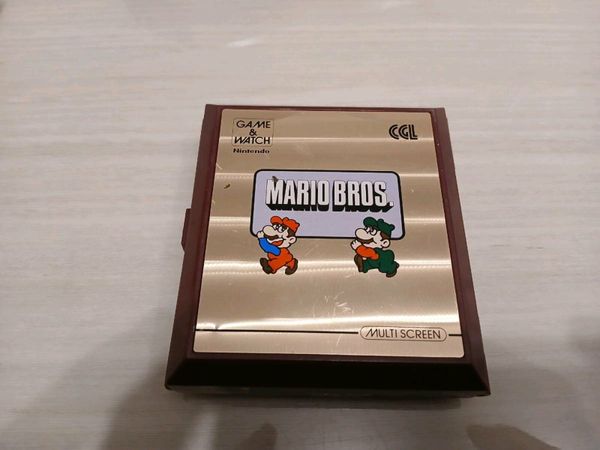 GAME
&
WATCH
Nintendo
CGL
MARIO BROS.
MULTI SCREEN